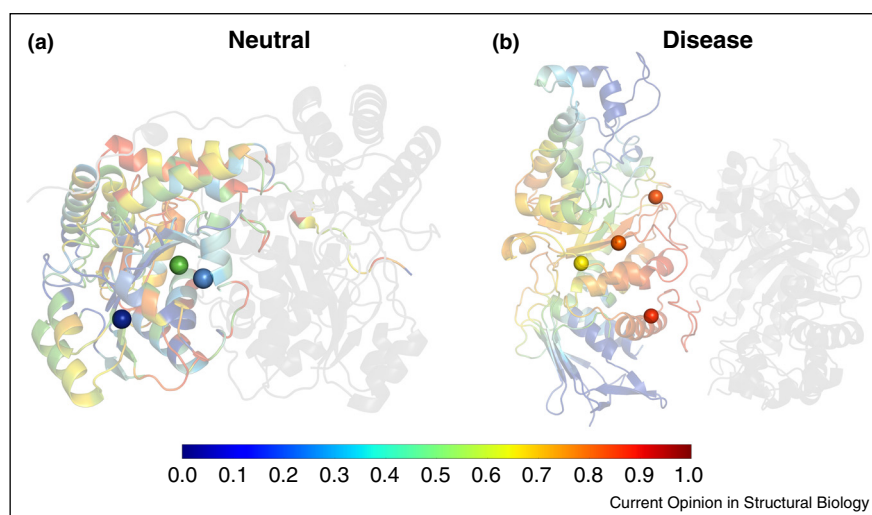 (a) Neutral
(b) Disease
0.0 0.1 0.2 0.3 0.4 0.5 0.6 0.7 0.8 0.9 1.0
Current Opinion in Structural Biology